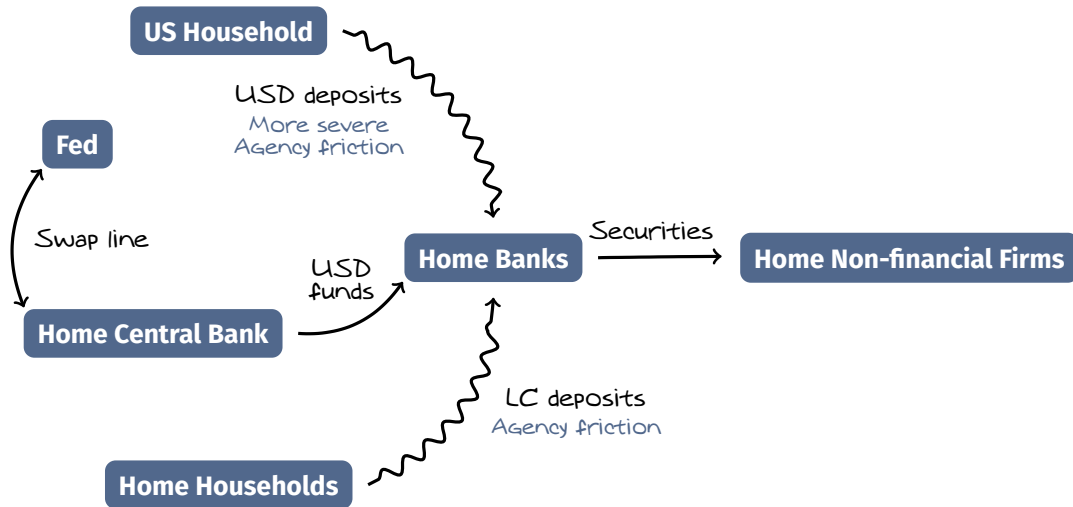 US Household
USD deposits
More severe
Agency friction
Fed
Swap line
Home Banks
Securities
Home Non-financial Firms
USD
funds
Home Central Bank
LC deposits
Agency friction
Home Households